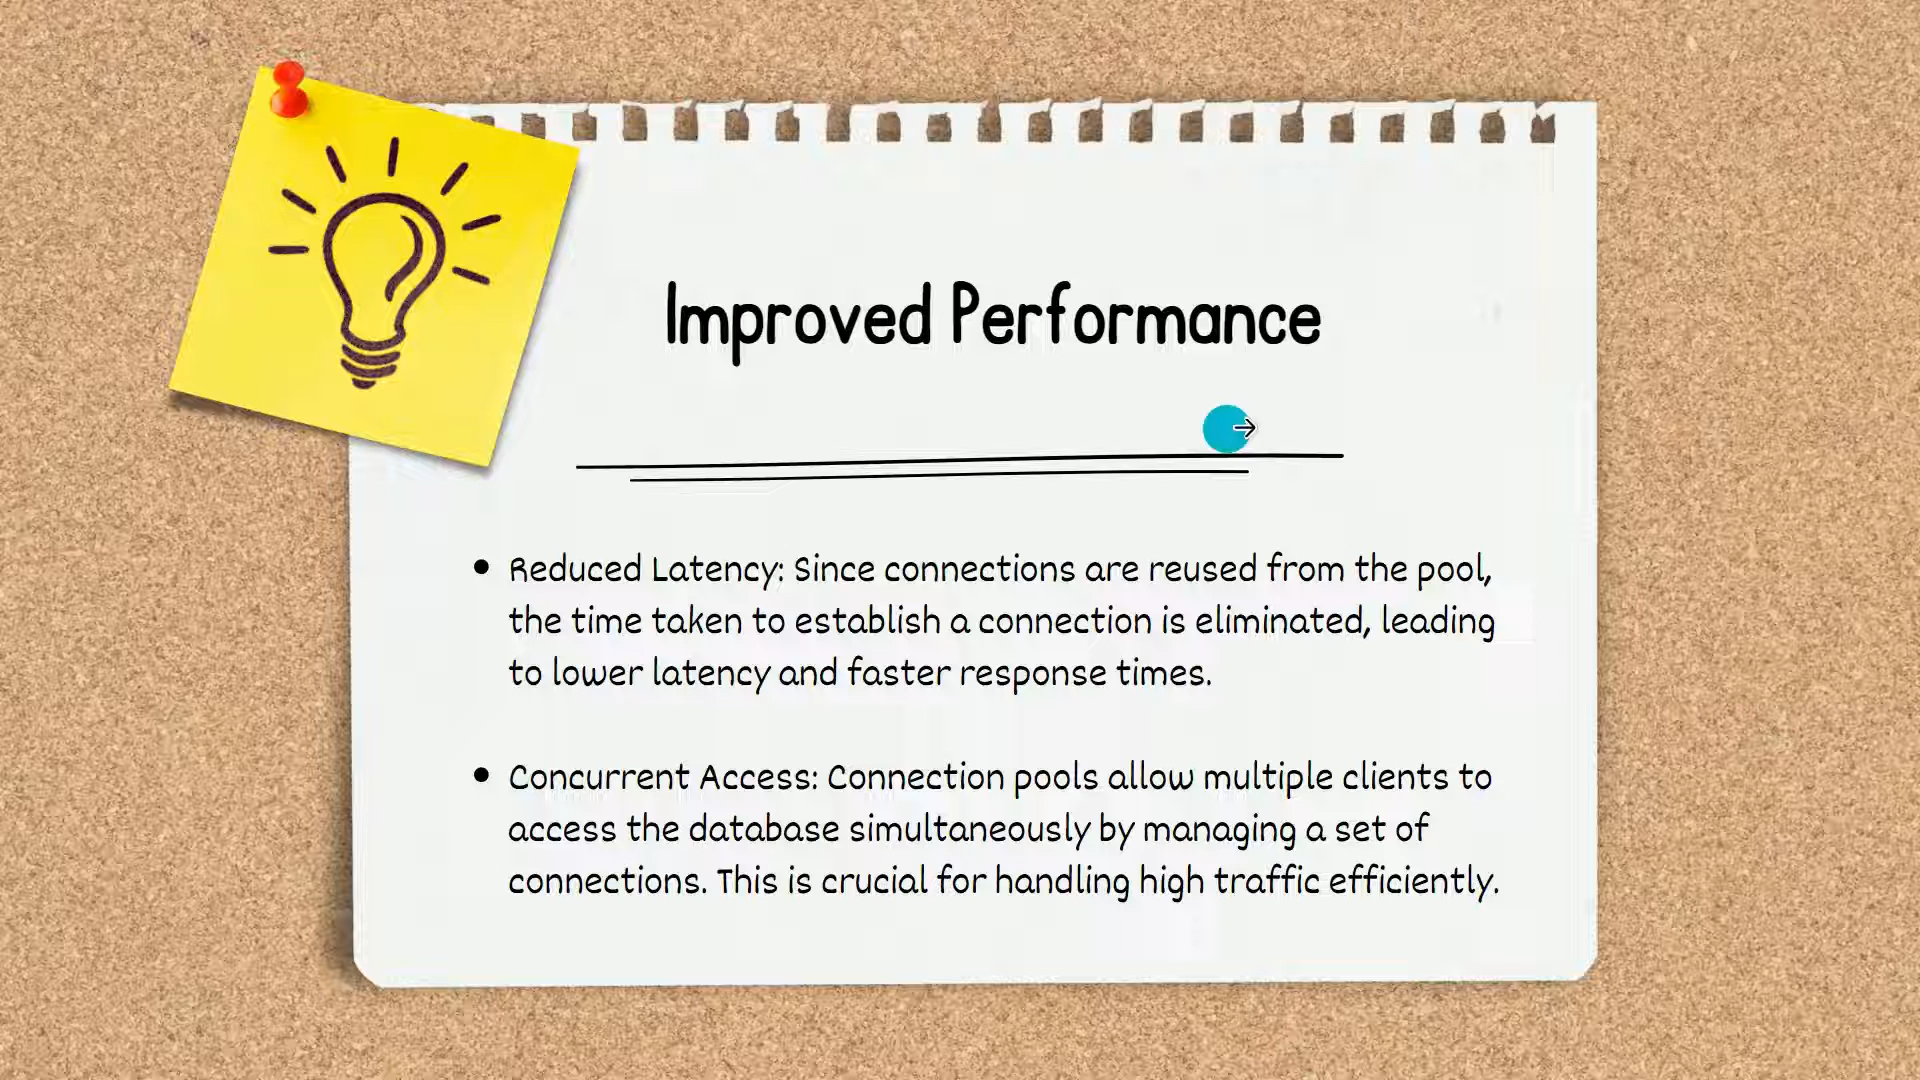 Improved Performance
• Reduced Latency: Since connections are reused from the pool,
the time taken to establish a connection is eliminated, leading
to lower latency and faster response times.
• Concurrent Access: Connection pools allow multiple clients to
access the database simultaneously by managing a set of
connections. This is crucial for handling high traffic efficiently.